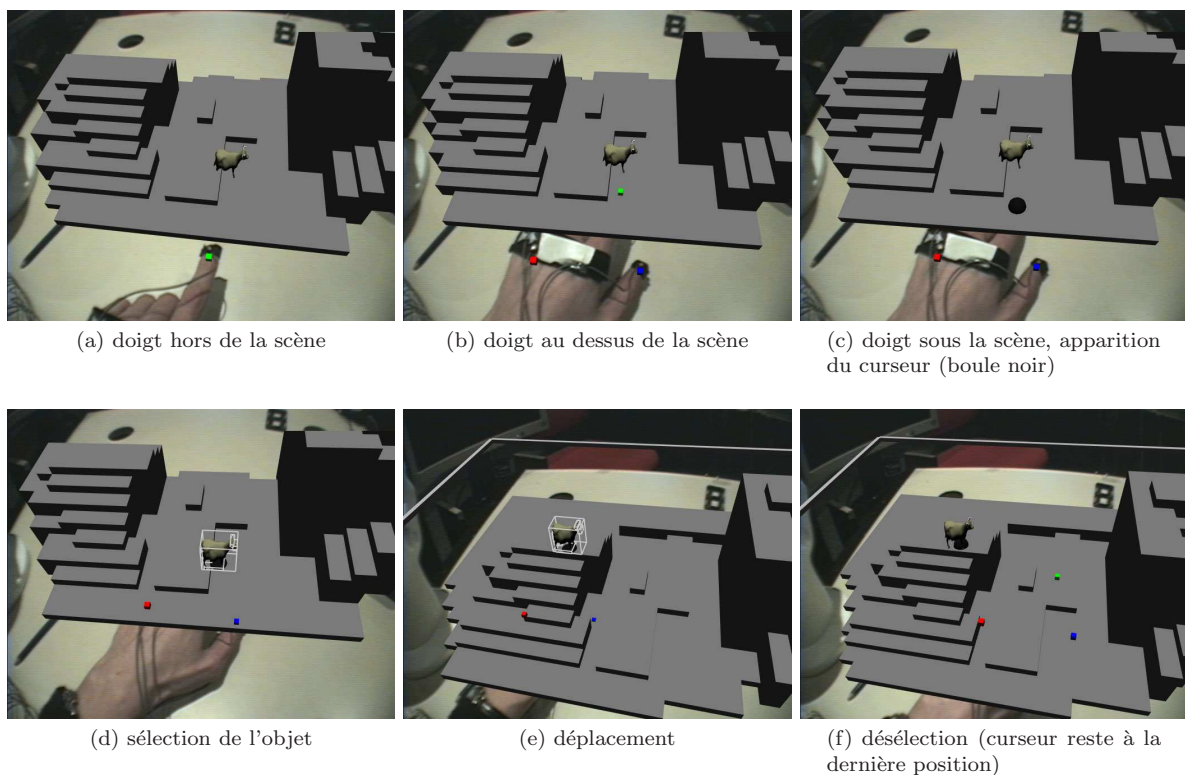 (a) doigt hors de la scène
(b) doigt au dessus de la scène
(c) doigt sous la scène, apparition
du curseur (boule noir)
(d) sélection de l'objet
(e) déplacement
(f) désélection (curseur reste à la
dernière position)